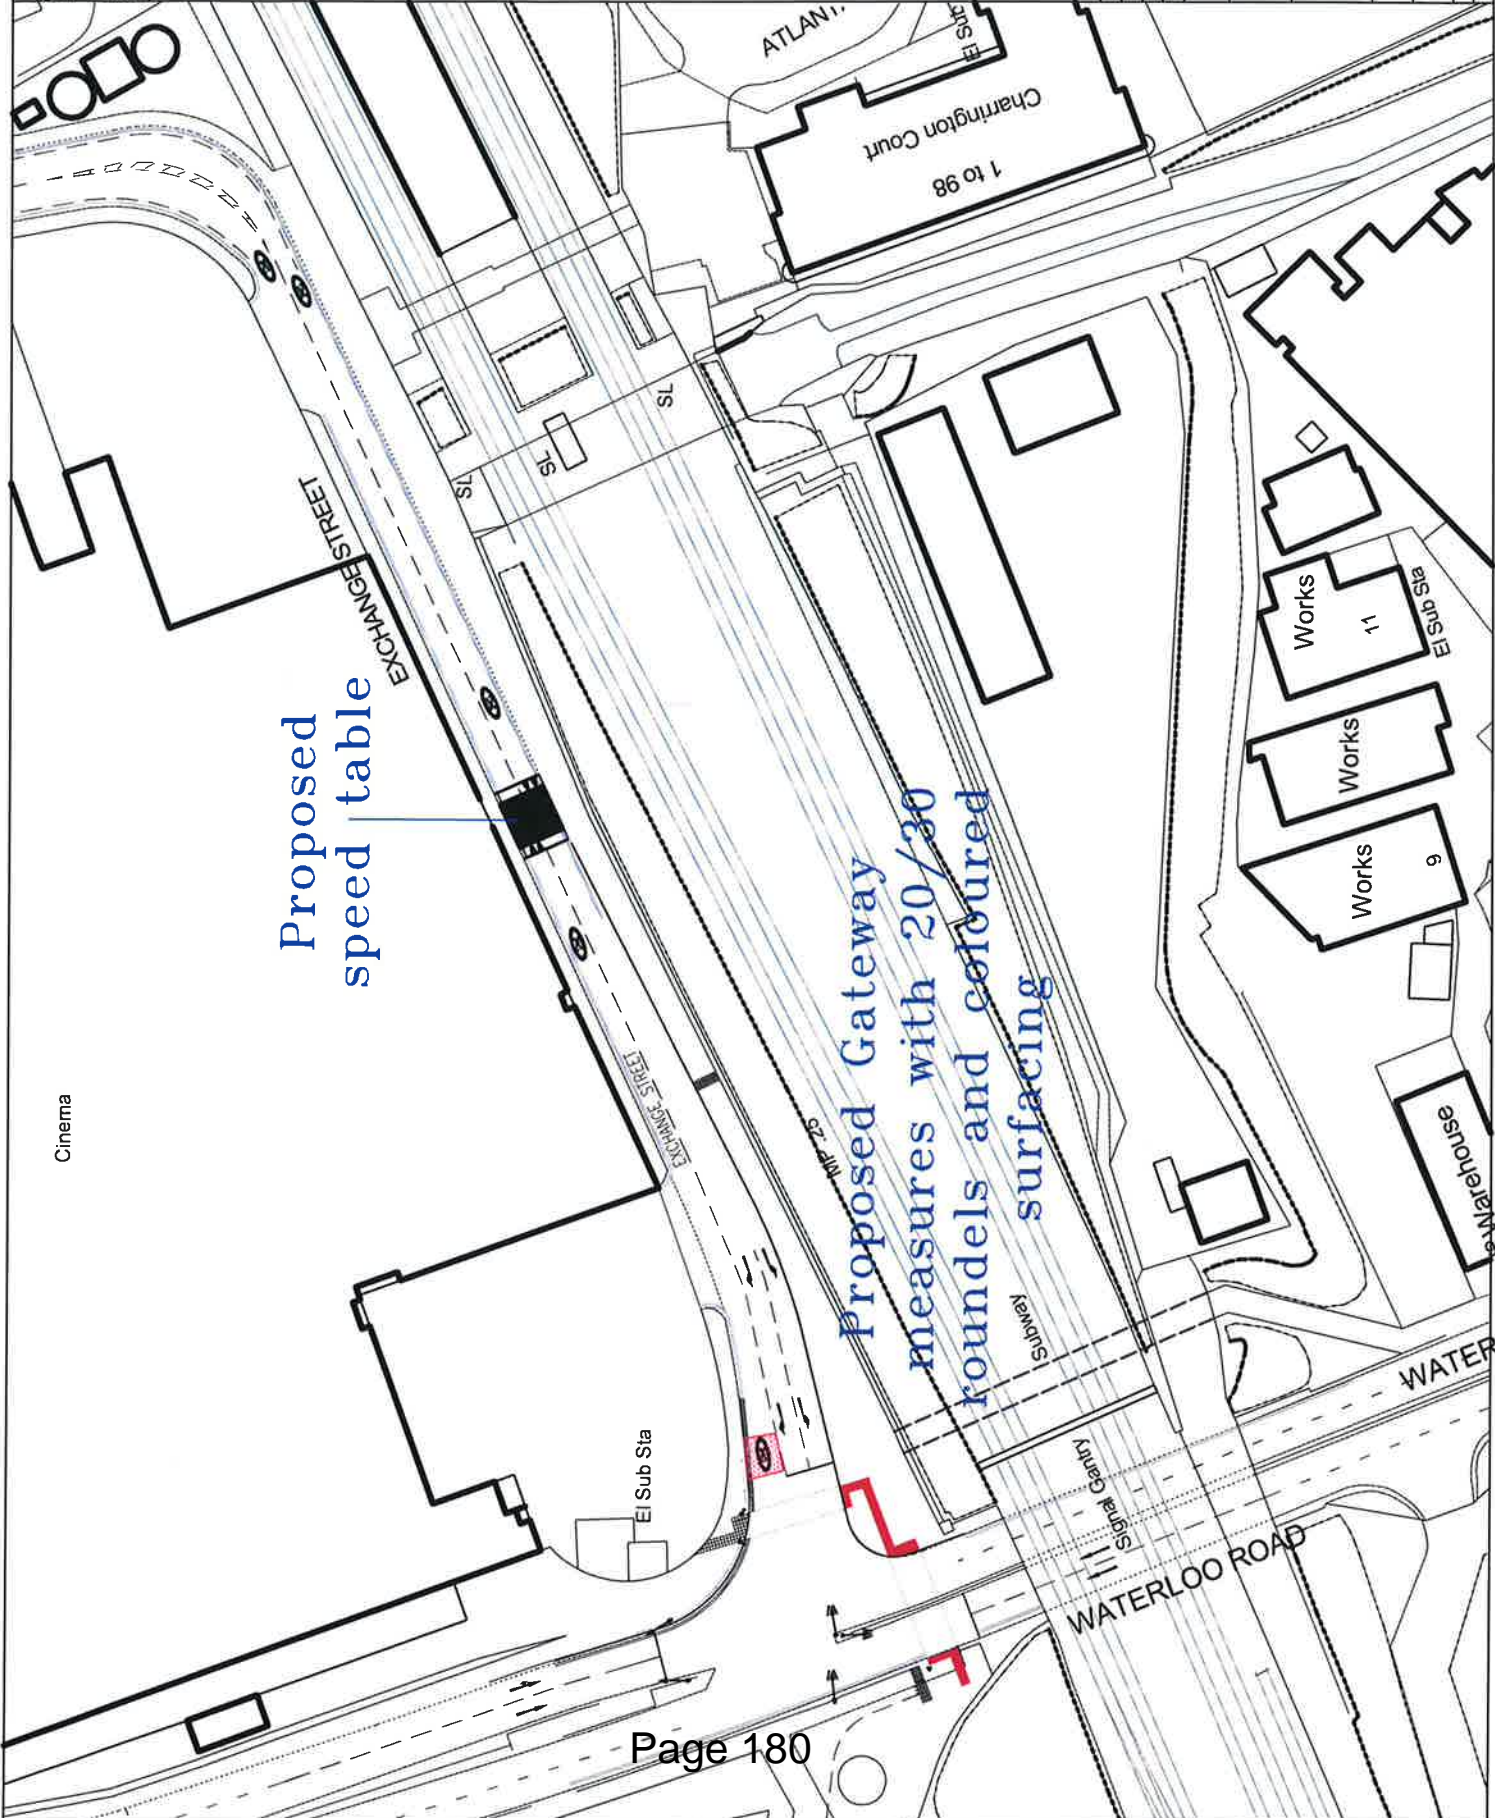 ATLANT
El Sub
Charrington Court
1 to 98
SL
SL
SL
EXCHANGE STREET
Proposed
speed table
Works
11
El Sub Sta
Works
Works
9
Proposed Gateway
measures with 20/30
roundels and coloured
surfacing
Cinema
EXCHANGE STREET
MP .25
Warehouse
Subway
WATER
El Sub Sta
Signal Gantry
WATERLOO ROAD
Page 180